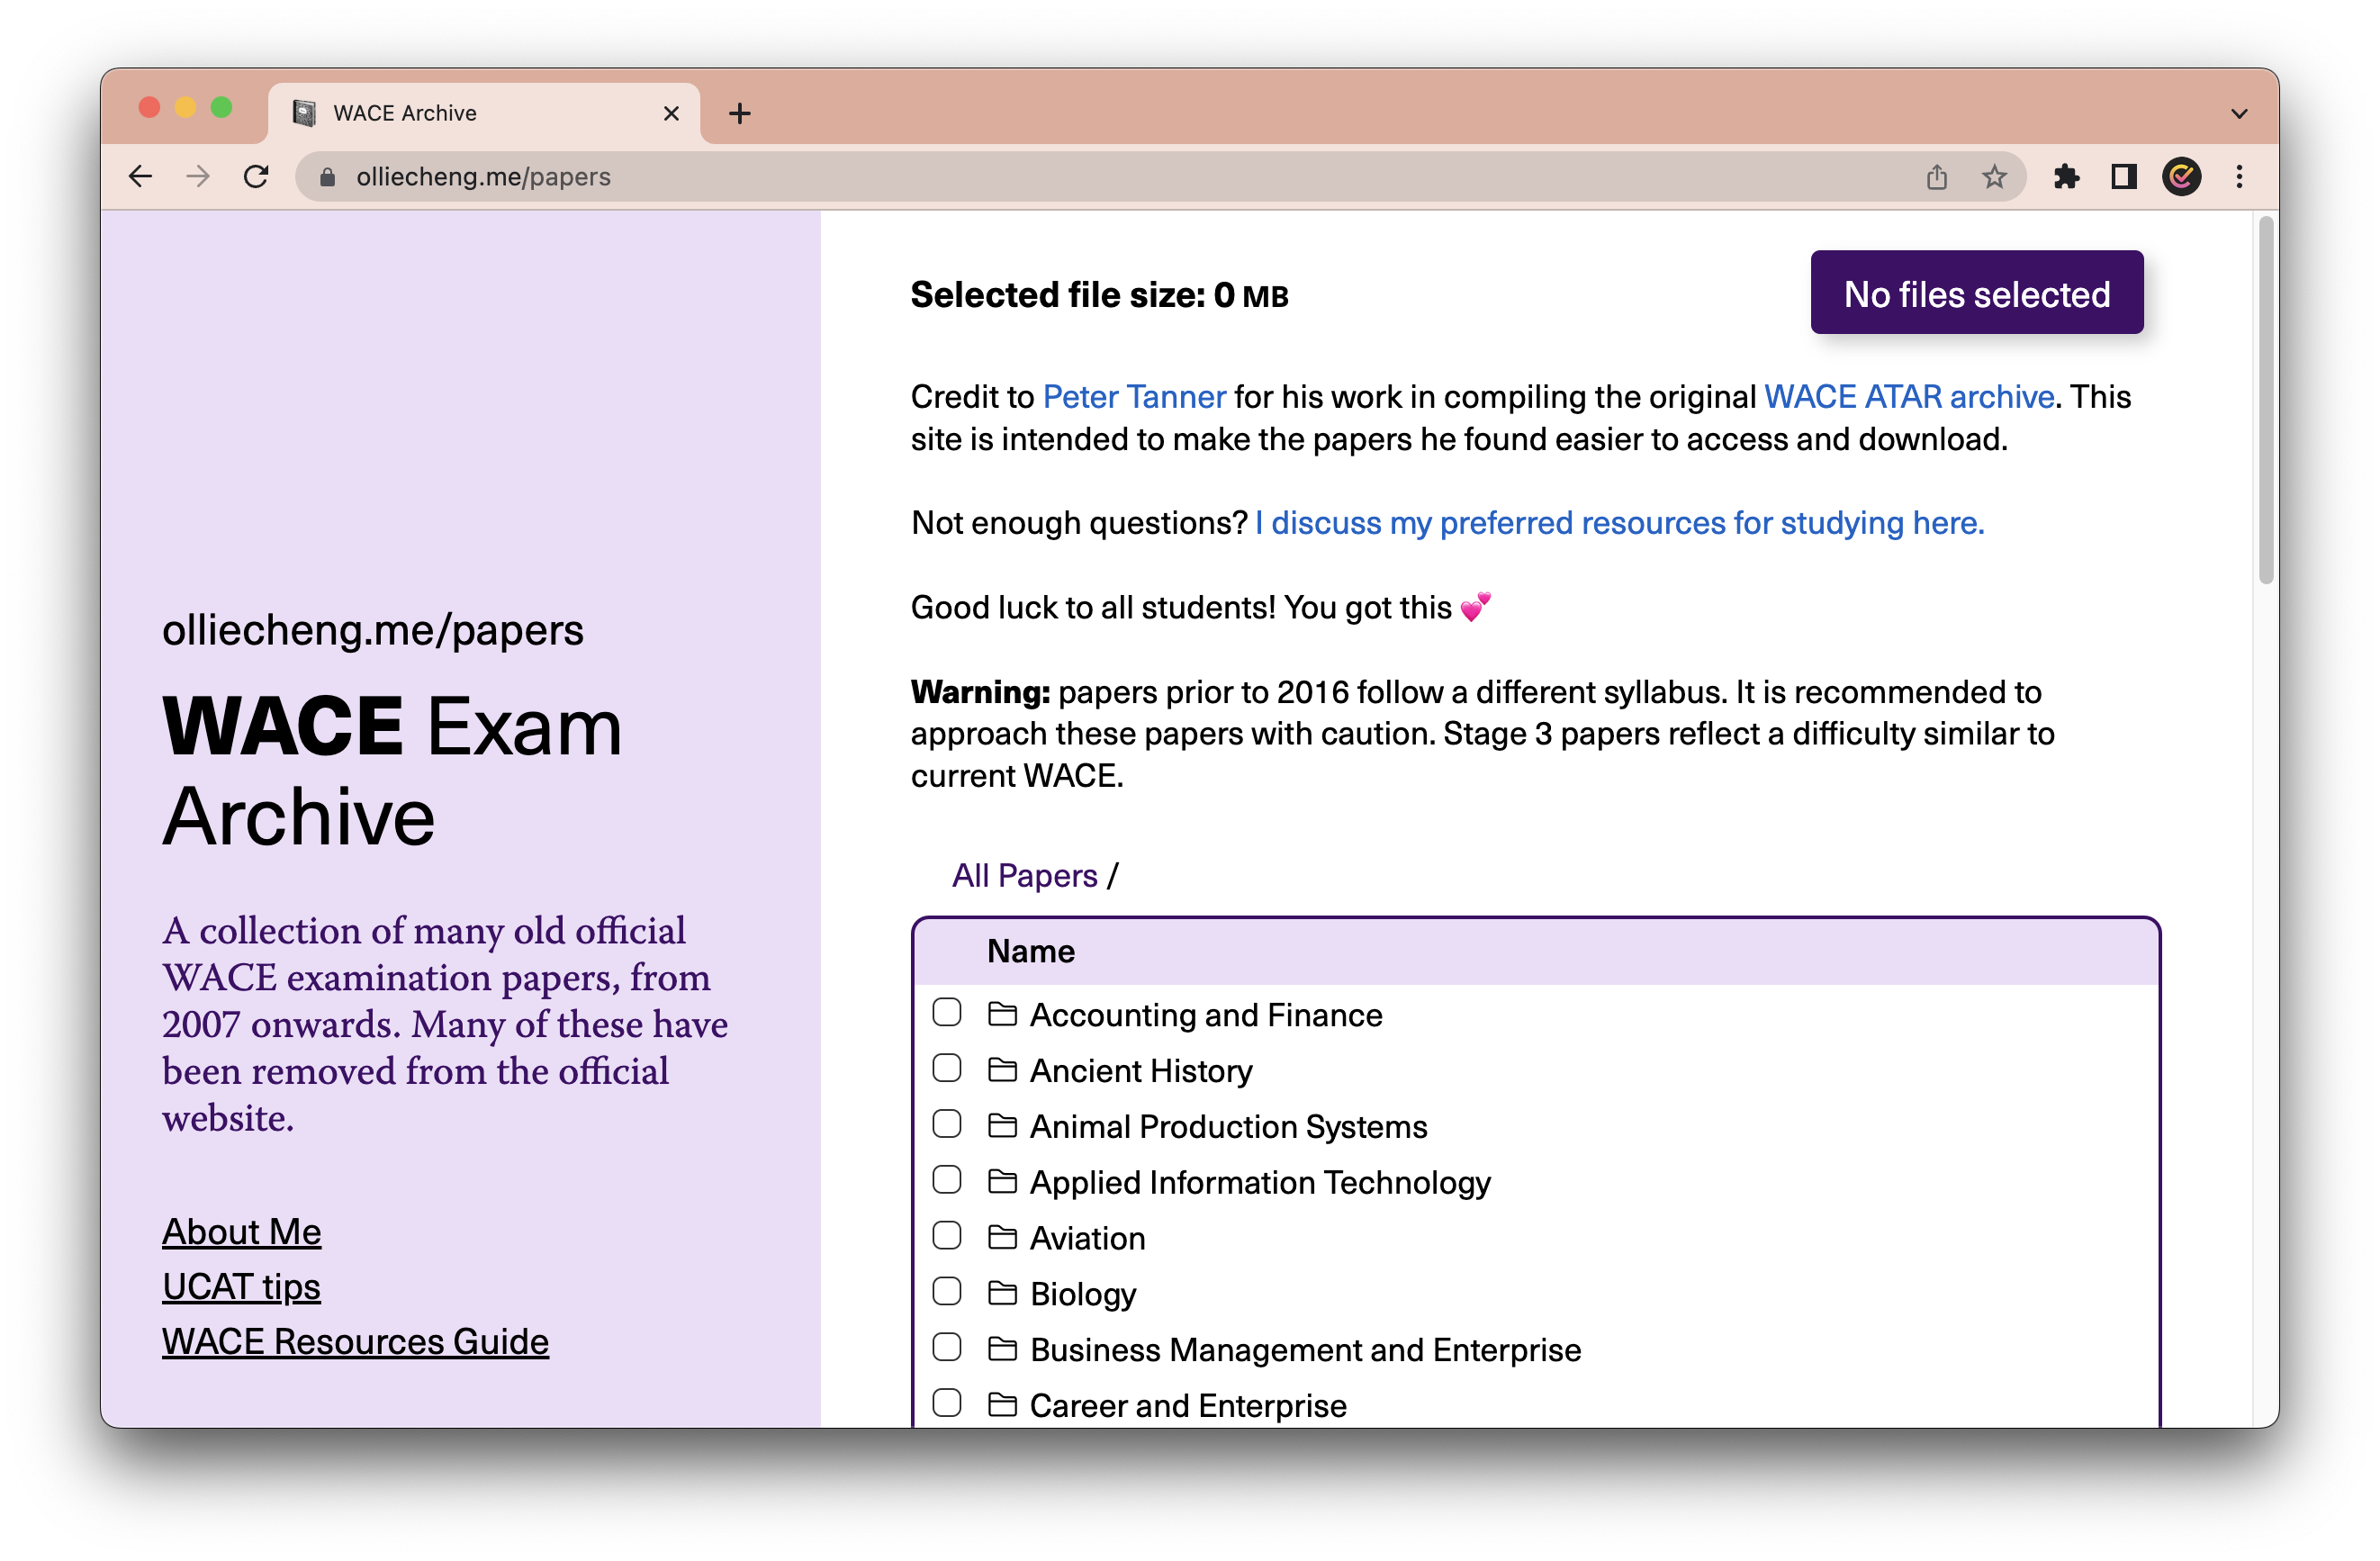 WACE Archive
olliecheng.me/papers
olliecheng.me/papers
WACE Exam
Archive
A collection of many old official
WACE examination papers, from
2007 onwards. Many of these have
been removed from the official
website.
About Me
UCAT tips
WACE Resources Guide
Selected file size: 0 MB
No files selected
Credit to Peter Tanner for his work in compiling the original WACE ATAR archive. This
site is intended to make the papers he found easier to access and download.
Not enough questions? I discuss my preferred resources for studying here.
Good luck to all students! You got this 💕
Warning: papers prior to 2016 follow a different syllabus. It is recommended to
approach these papers with caution. Stage 3 papers reflect a difficulty similar to
current WACE.
All Papers /
Name
Accounting and Finance
Ancient History
Animal Production Systems
Applied Information Technology
Aviation
Biology
Business Management and Enterprise
Career and Enterprise